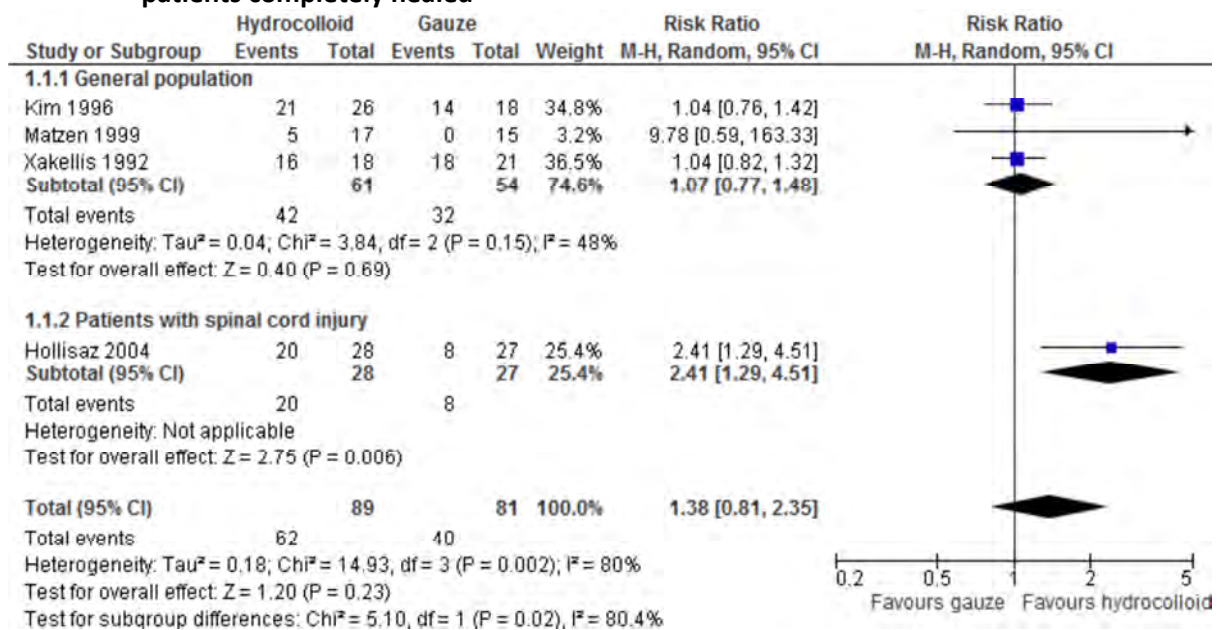 patients completely healed
Hydrocolloid Gauze Risk Ratio Risk Ratio
Study or Subgroup Events Total Events Total Weight M-H, Random, 95% CI M-H, Random, 95% CI
1.1.1 General population
Kim 1996 21 26 14 18 34.8% 1.04 [0.76, 1.42]
Matzen 1999 5 17 0 15 3.2% 9.78 [0.59, 163.33]
Xakellis 1992 16 18 18 21 36.5% 1.04 [0.82, 1.32]
Subtotal (95% CI) 61 54 74.6% 1.07 [0.77, 1.48]
Total events 42 32
Heterogeneity: Tau² = 0.04; Chi² = 3.84, df = 2 (P = 0.15); I² = 48%
Test for overall effect: Z = 0.40 (P = 0.69)
1.1.2 Patients with spinal cord injury
Hollisaz 2004 20 28 8 27 25.4% 2.41 [1.29, 4.51]
Subtotal (95% CI) 28 27 25.4% 2.41 [1.29, 4.51]
Total events 20 8
Heterogeneity: Not applicable
Test for overall effect: Z = 2.75 (P = 0.006)
Total (95% CI) 89 81 100.0% 1.38 [0.81, 2.35]
Total events 62 40
Heterogeneity: Tau² = 0.18; Chi² = 14.93, df = 3 (P = 0.002); I² = 80%
Test for overall effect: Z = 1.20 (P = 0.23)
Test for subgroup differences: Chi² = 5.10, df = 1 (P = 0.02), I² = 80.4%
0.2 0.5 1 2 5
Favours gauze Favours hydrocolloid